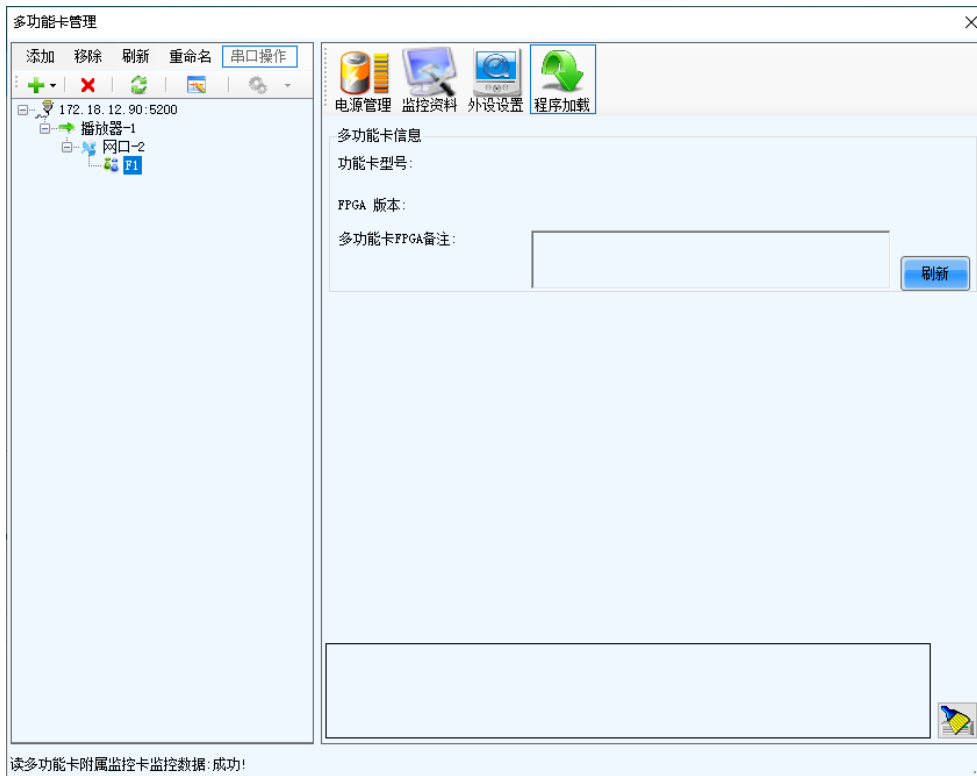 多功能卡管理
添加 移除 刷新 重命名 串口操作
172.18.12.90:5200
播放器-1
网口-2
F1
电源管理 监控资料 外设设置 程序加载
多功能卡信息
功能卡型号:
FPGA 版本:
多功能卡FPGA备注:
刷新
读多功能卡附属监控卡监控数据:成功!